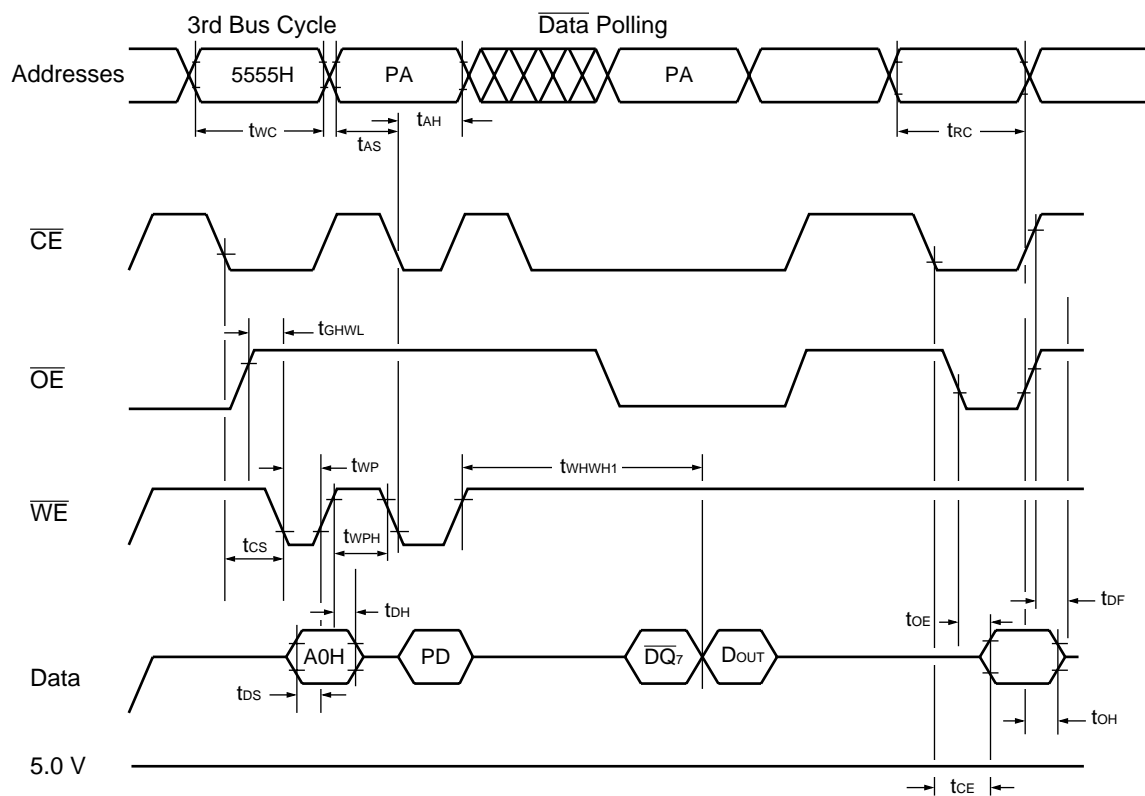 3rd Bus Cycle
Data Polling
Addresses
5555H
PA
PA
tWC
tAS
tAH
tRC
CE
tGHWL
OE
tWP
tWHWH1
WE
tCS
tWPH
tDH
tOE
tDF
Data
A0H
PD
DQ7
DOUT
tDS
tOH
5.0 V
tCE